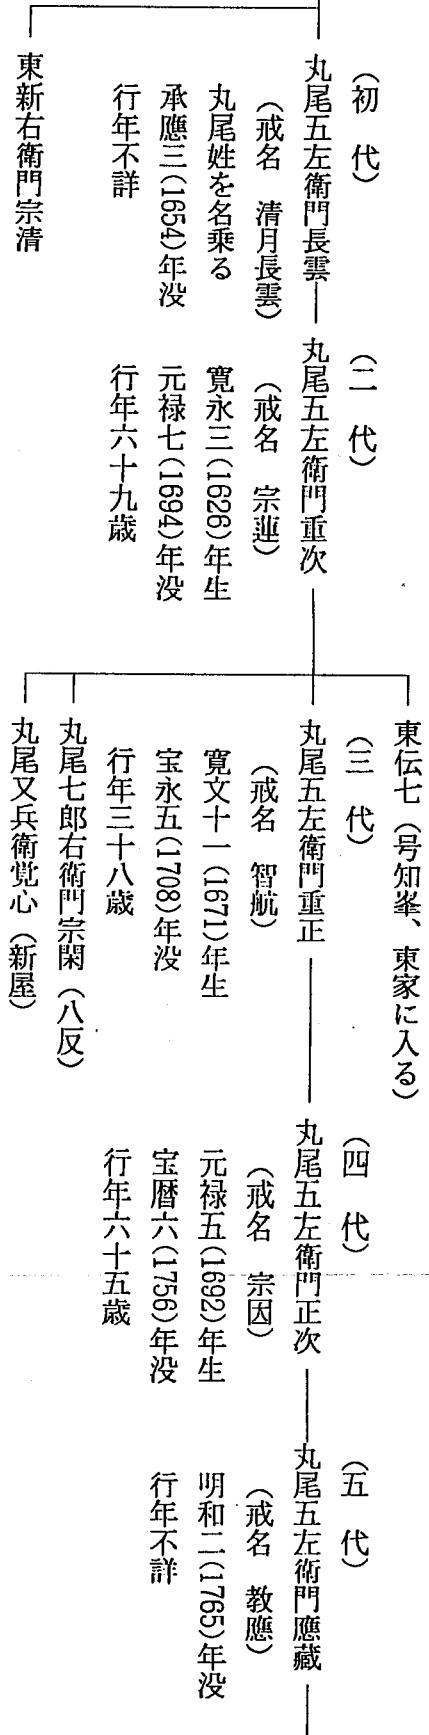 （初　代）
丸尾五左衛門長雲
（戒名　清月長雲）
丸尾姓を名乗る
承應三(1654)年没
行年不詳
東新右衛門宗清
（二　代）
丸尾五左衛門重次
（戒名　宗蓮）
寛永三(1626)年生
元禄七(1694)年没
行年六十九歳
東伝七（号知峯、東家に入る）
（三　代）
丸尾五左衛門重正
（戒名　智航）
寛文十一(1671)年生
宝永五(1708)年没
行年三十八歳
丸尾七郎右衛門宗閑（八反）
丸尾又兵衛覚心（新屋）
（四　代）
丸尾五左衛門正次
（戒名　宗因）
元禄五(1692)年生
宝暦六(1756)年没
行年六十五歳
（五　代）
丸尾五左衛門應藏
（戒名　教應）
明和二(1765)年没
行年不詳